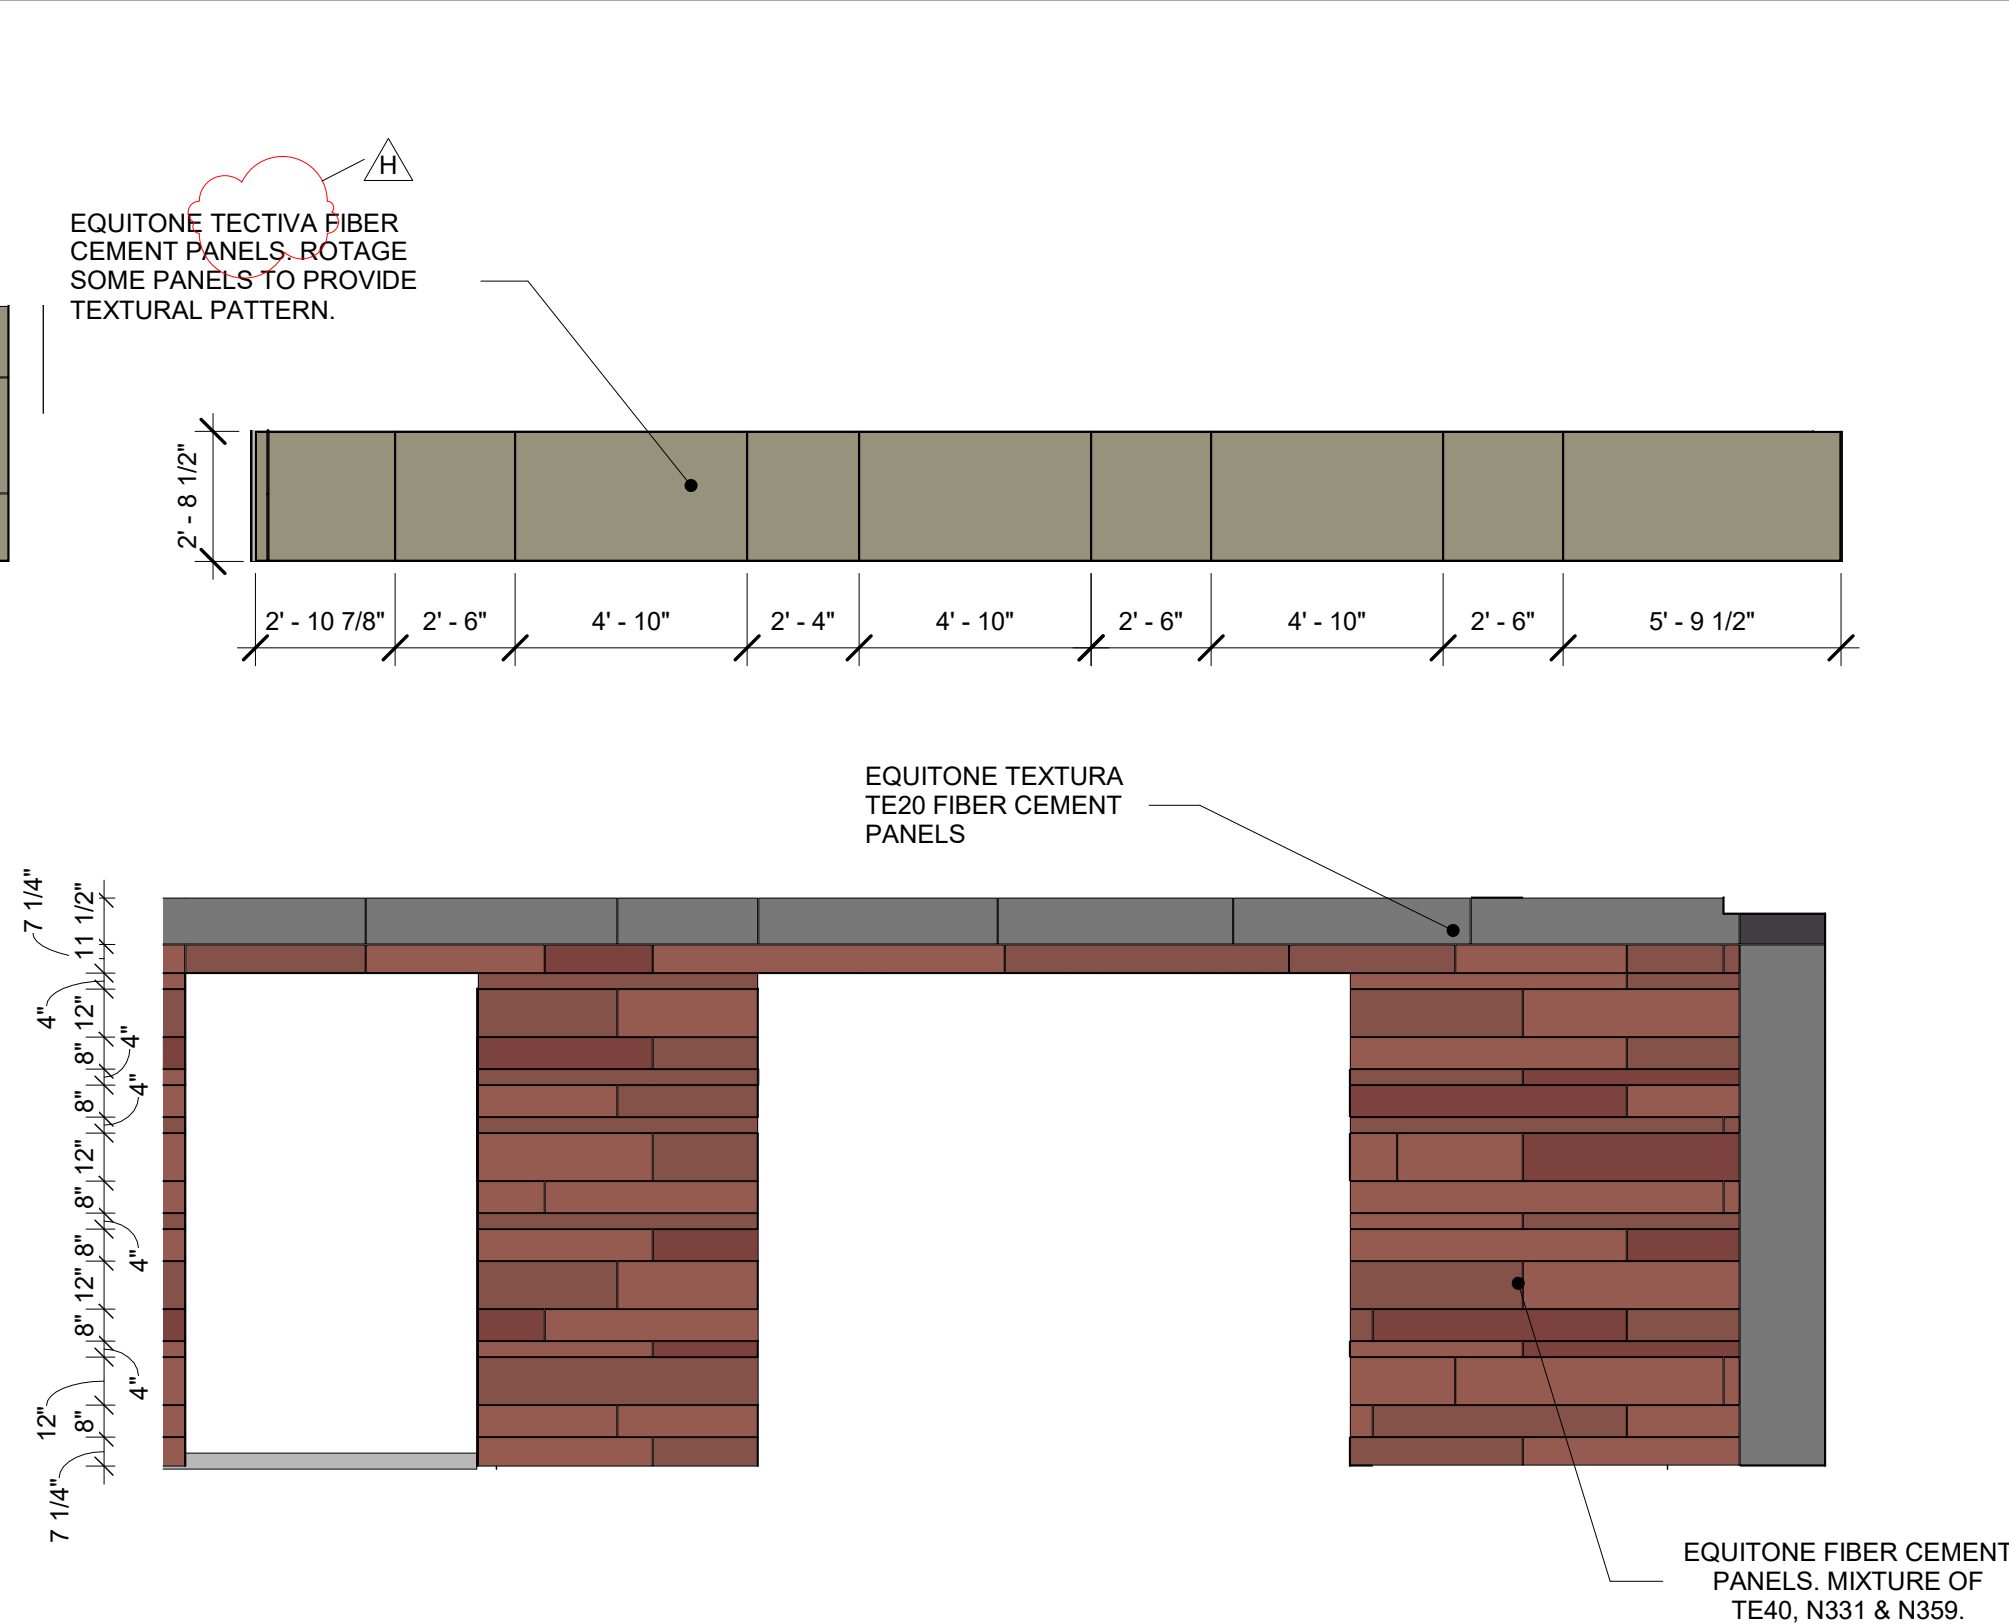 H
EQUITONE TECTIVA FIBER
CEMENT PANELS. ROTAGE
SOME PANELS TO PROVIDE
TEXTURAL PATTERN.
2' - 8 1/2"
2' - 10 7/8" 2' - 6" 4' - 10" 2' - 4" 4' - 10" 2' - 6" 4' - 10" 2' - 6" 5' - 9 1/2"
EQUITONE TEXTURA
TE20 FIBER CEMENT
PANELS
11 1/2"
7 1/4"
4"
12"
8"
4"
8"
4"
12"
8"
4"
8"
12"
8"
4"
12"
8"
7 1/4"
EQUITONE FIBER CEMENT
PANELS. MIXTURE OF
TE40, N331 & N359.